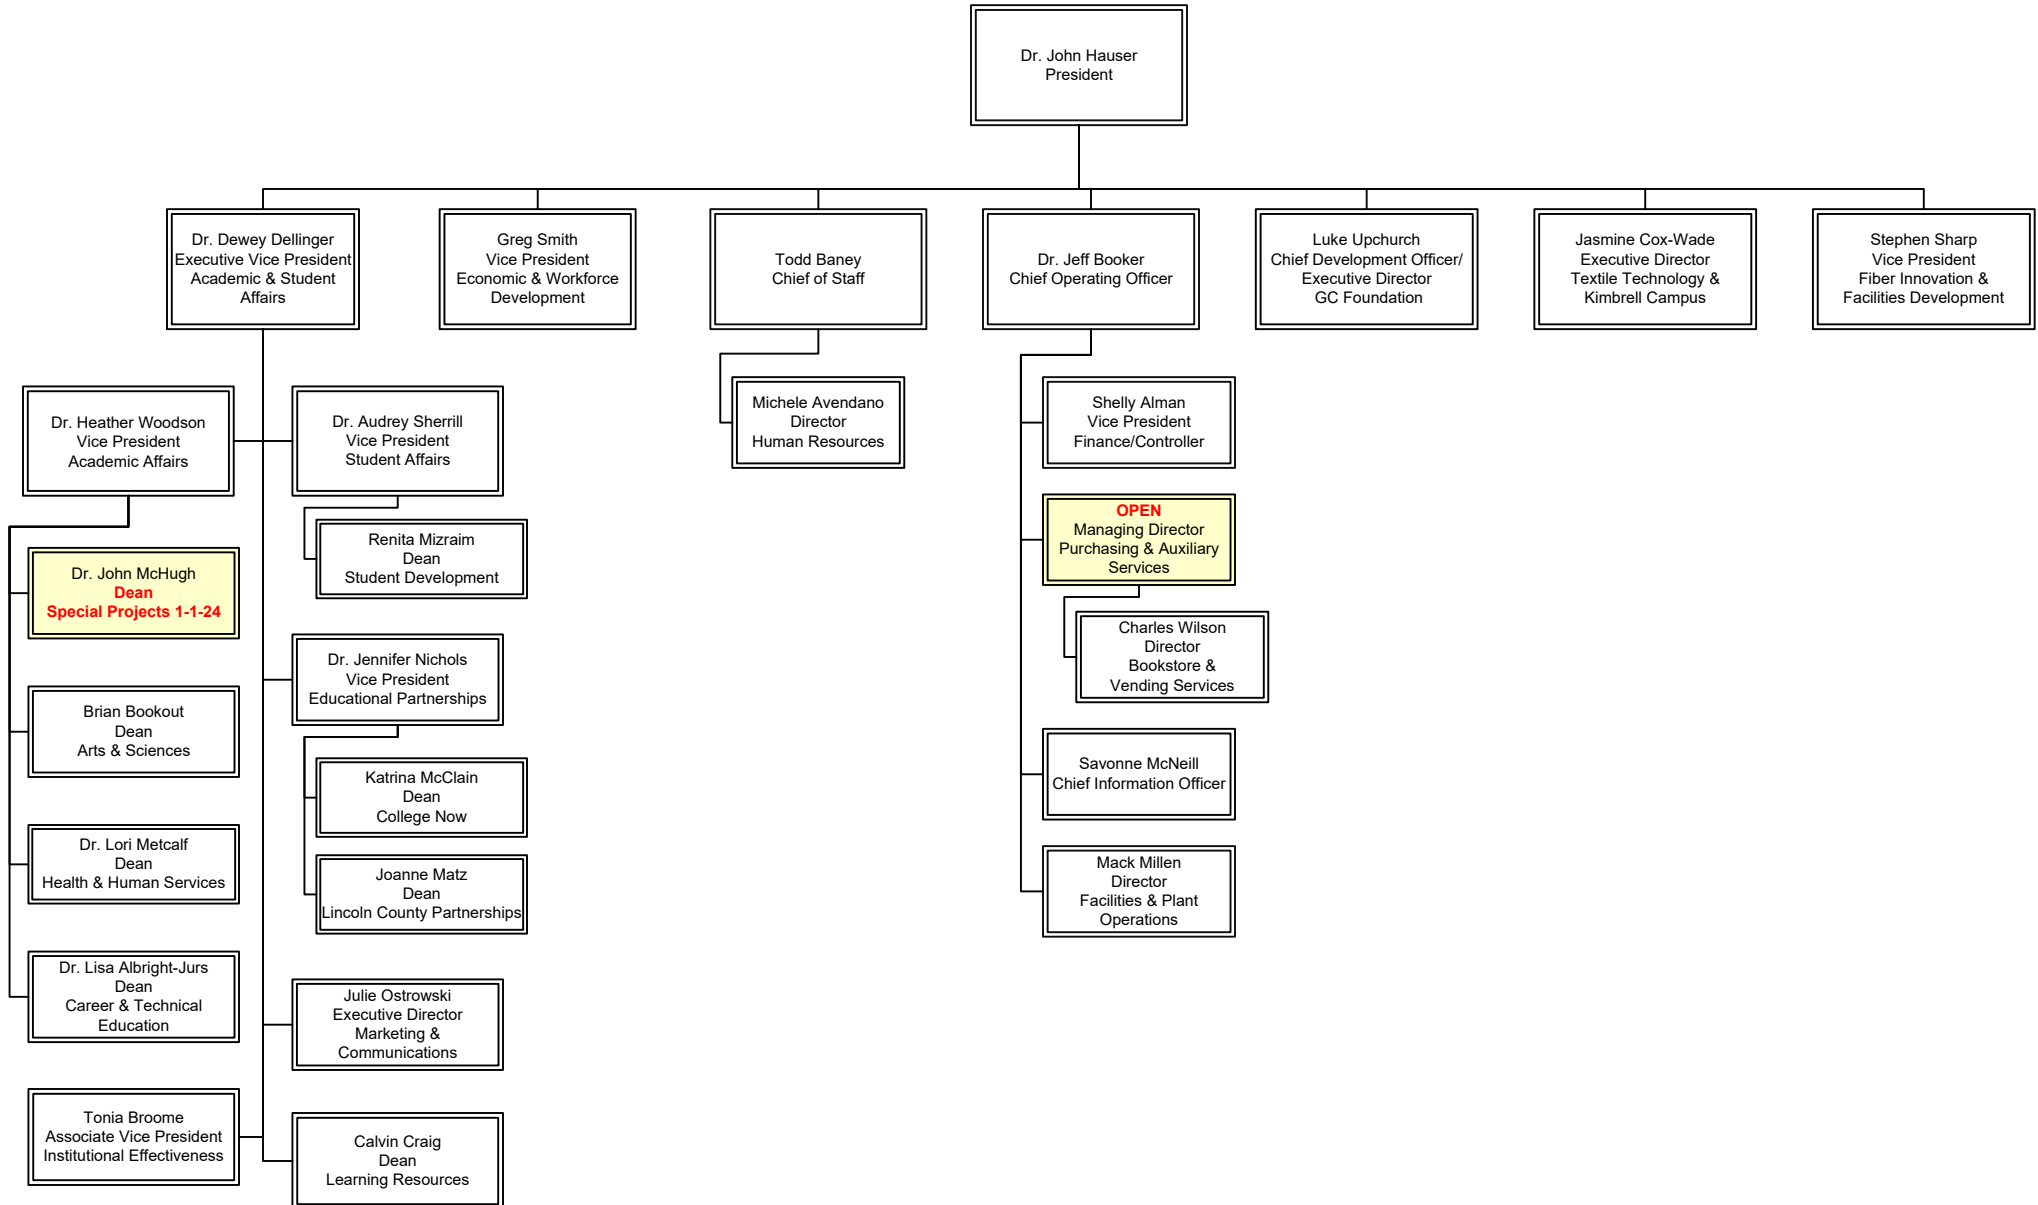 Dr. John Hauser
President
Dr. Dewey Dellinger
Executive Vice President
Academic & Student
Affairs
Greg Smith
Vice President
Economic & Workforce
Development
Todd Baney
Chief of Staff
Dr. Jeff Booker
Chief Operating Officer
Luke Upchurch
Chief Development Officer/
Executive Director
GC Foundation
Jasmine Cox-Wade
Executive Director
Textile Technology &
Kimbrell Campus
Stephen Sharp
Vice President
Fiber Innovation &
Facilities Development
Dr. Heather Woodson
Vice President
Academic Affairs
Dr. Audrey Sherrill
Vice President
Student Affairs
Michele Avendano
Director
Human Resources
Shelly Alman
Vice President
Finance/Controller
Renita Mizraim
Dean
Student Development
OPEN
Managing Director
Purchasing & Auxiliary
Services
Dr. John McHugh
Dean
Special Projects 1-1-24
Charles Wilson
Director
Bookstore &
Vending Services
Dr. Jennifer Nichols
Vice President
Educational Partnerships
Brian Bookout
Dean
Arts & Sciences
Katrina McClain
Dean
College Now
Savonne McNeill
Chief Information Officer
Dr. Lori Metcalf
Dean
Health & Human Services
Joanne Matz
Dean
Lincoln County Partnerships
Mack Millen
Director
Facilities & Plant
Operations
Dr. Lisa Albright-Jurs
Dean
Career & Technical
Education
Julie Ostrowski
Executive Director
Marketing &
Communications
Tonia Broome
Associate Vice President
Institutional Effectiveness
Calvin Craig
Dean
Learning Resources